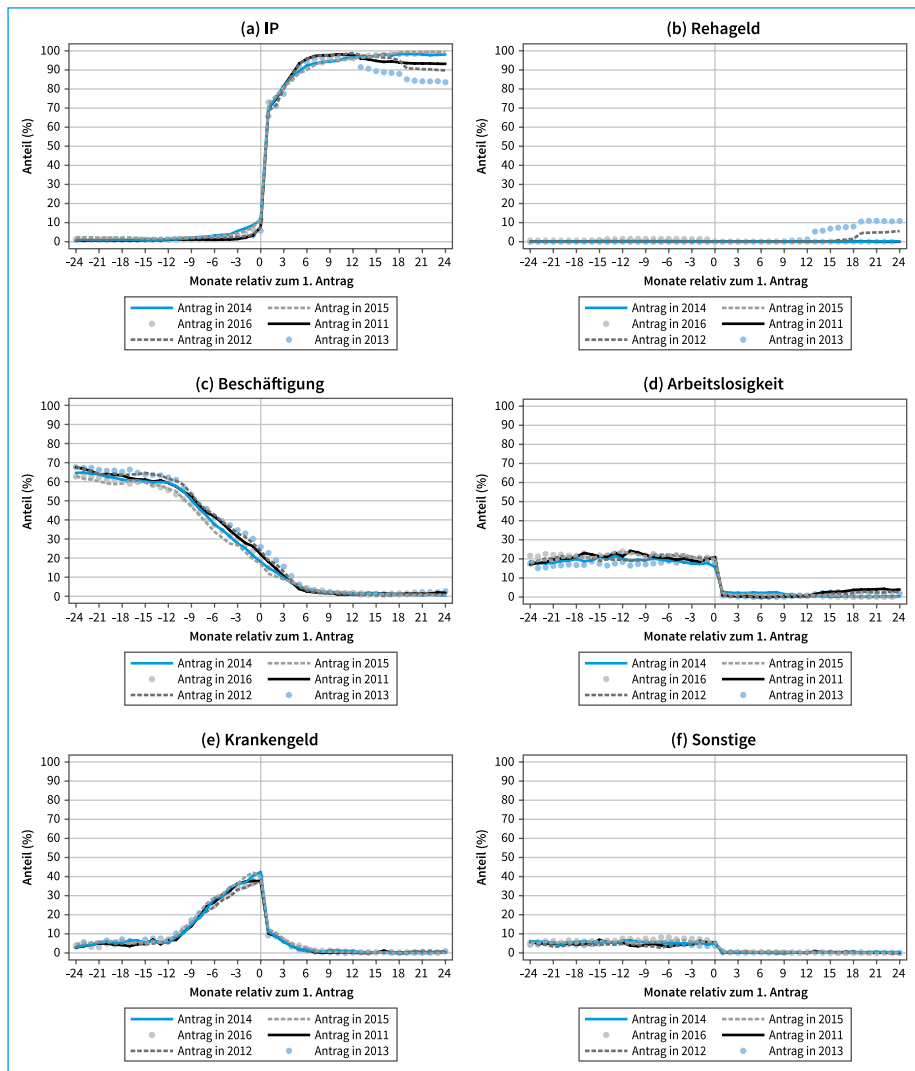 (a) IP
Anteil (%)
100
90
80
70
60
50
40
30
20
10
0
-24 -21 -18 -15 -12 -9 -6 -3 0 3 6 9 12 15 18 21 24
Monate relativ zum 1. Antrag
Antrag in 2014 Antrag in 2015
Antrag in 2016 Antrag in 2011
Antrag in 2012 Antrag in 2013
(b) Rehageld
Anteil (%)
100
90
80
70
60
50
40
30
20
10
0
-24 -21 -18 -15 -12 -9 -6 -3 0 3 6 9 12 15 18 21 24
Monate relativ zum 1. Antrag
Antrag in 2014 Antrag in 2015
Antrag in 2016 Antrag in 2011
Antrag in 2012 Antrag in 2013
(c) Beschäftigung
Anteil (%)
100
90
80
70
60
50
40
30
20
10
0
-24 -21 -18 -15 -12 -9 -6 -3 0 3 6 9 12 15 18 21 24
Monate relativ zum 1. Antrag
Antrag in 2014 Antrag in 2015
Antrag in 2016 Antrag in 2011
Antrag in 2012 Antrag in 2013
(d) Arbeitslosigkeit
Anteil (%)
100
90
80
70
60
50
40
30
20
10
0
-24 -21 -18 -15 -12 -9 -6 -3 0 3 6 9 12 15 18 21 24
Monate relativ zum 1. Antrag
Antrag in 2014 Antrag in 2015
Antrag in 2016 Antrag in 2011
Antrag in 2012 Antrag in 2013
(e) Krankengeld
Anteil (%)
100
90
80
70
60
50
40
30
20
10
0
-24 -21 -18 -15 -12 -9 -6 -3 0 3 6 9 12 15 18 21 24
Monate relativ zum 1. Antrag
Antrag in 2014 Antrag in 2015
Antrag in 2016 Antrag in 2011
Antrag in 2012 Antrag in 2013
(f) Sonstige
Anteil (%)
100
90
80
70
60
50
40
30
20
10
0
-24 -21 -18 -15 -12 -9 -6 -3 0 3 6 9 12 15 18 21 24
Monate relativ zum 1. Antrag
Antrag in 2014 Antrag in 2015
Antrag in 2016 Antrag in 2011
Antrag in 2012 Antrag in 2013